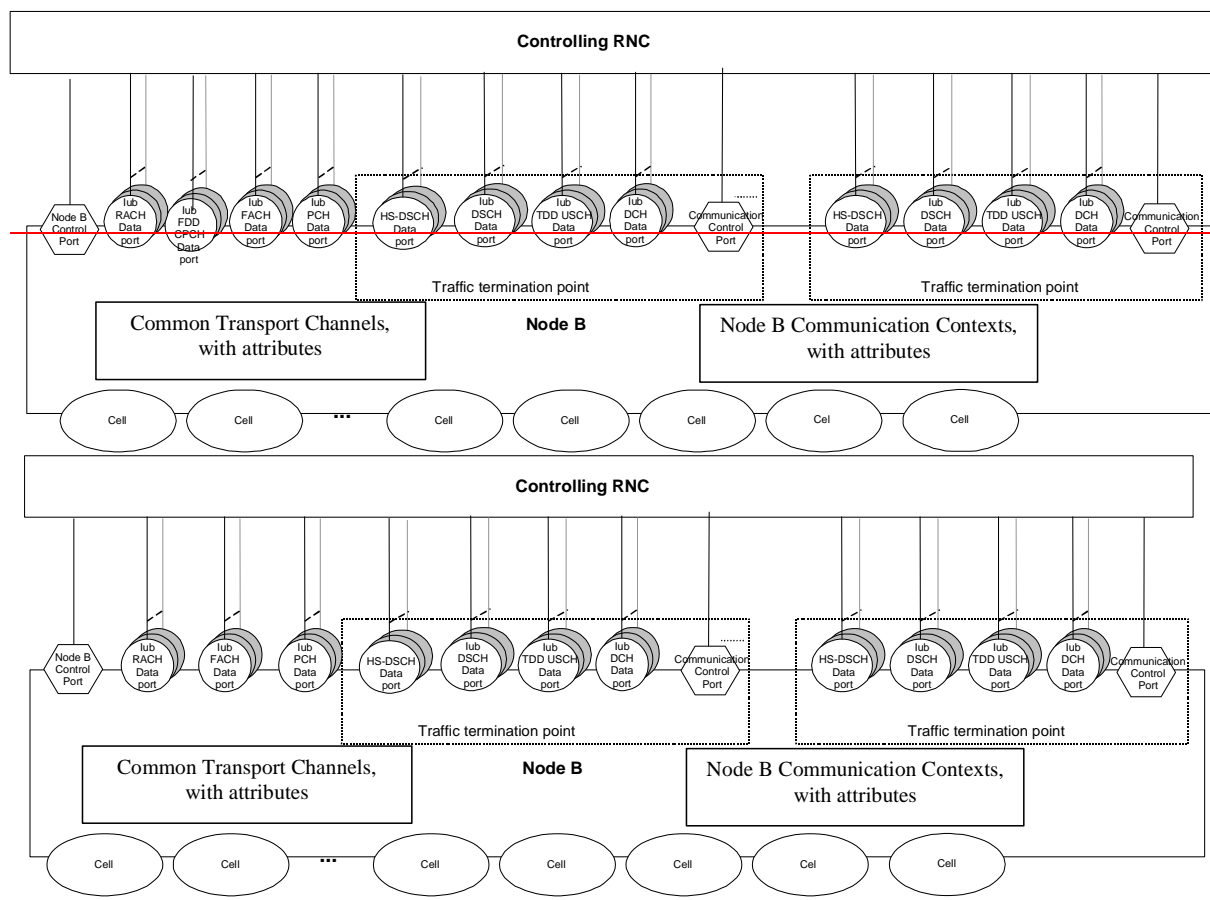 Controlling RNC
Node B
Control
Port
Iub
RACH
Data
port
Iub
FDD
CPCH
Data
port
Iub
FACH
Data
port
Iub
PCH
Data
port
HS-DSCH
Data
port
Iub
DSCH
Data
port
Iub
TDD USCH
Data
port
Iub
DCH
Data
port
........
Communication
Control
Port
HS-DSCH
Data
port
Iub
DSCH
Data
port
Iub
TDD USCH
Data
port
Iub
DCH
Data
port
Communication
Control
Port
Traffic termination point
Traffic termination point
Common Transport Channels,
with attributes
Node B
Node B Communication Contexts,
with attributes
Cell
Cell
...
Cell
Cell
Cell
Cel
Cell
Controlling RNC
Node B
Control
Port
Iub
RACH
Data
port
Iub
FACH
Data
port
Iub
PCH
Data
port
HS-DSCH
Data
port
Iub
DSCH
Data
port
Iub
TDD USCH
Data
port
Iub
DCH
Data
port
........
Communication
Control
Port
HS-DSCH
Data
port
Iub
DSCH
Data
port
Iub
TDD USCH
Data
port
Iub
DCH
Data
port
Communication
Control
Port
Traffic termination point
Traffic termination point
Common Transport Channels,
with attributes
Node B
Node B Communication Contexts,
with attributes
Cell
Cell
...
Cell
Cell
Cell
Cel
Cell